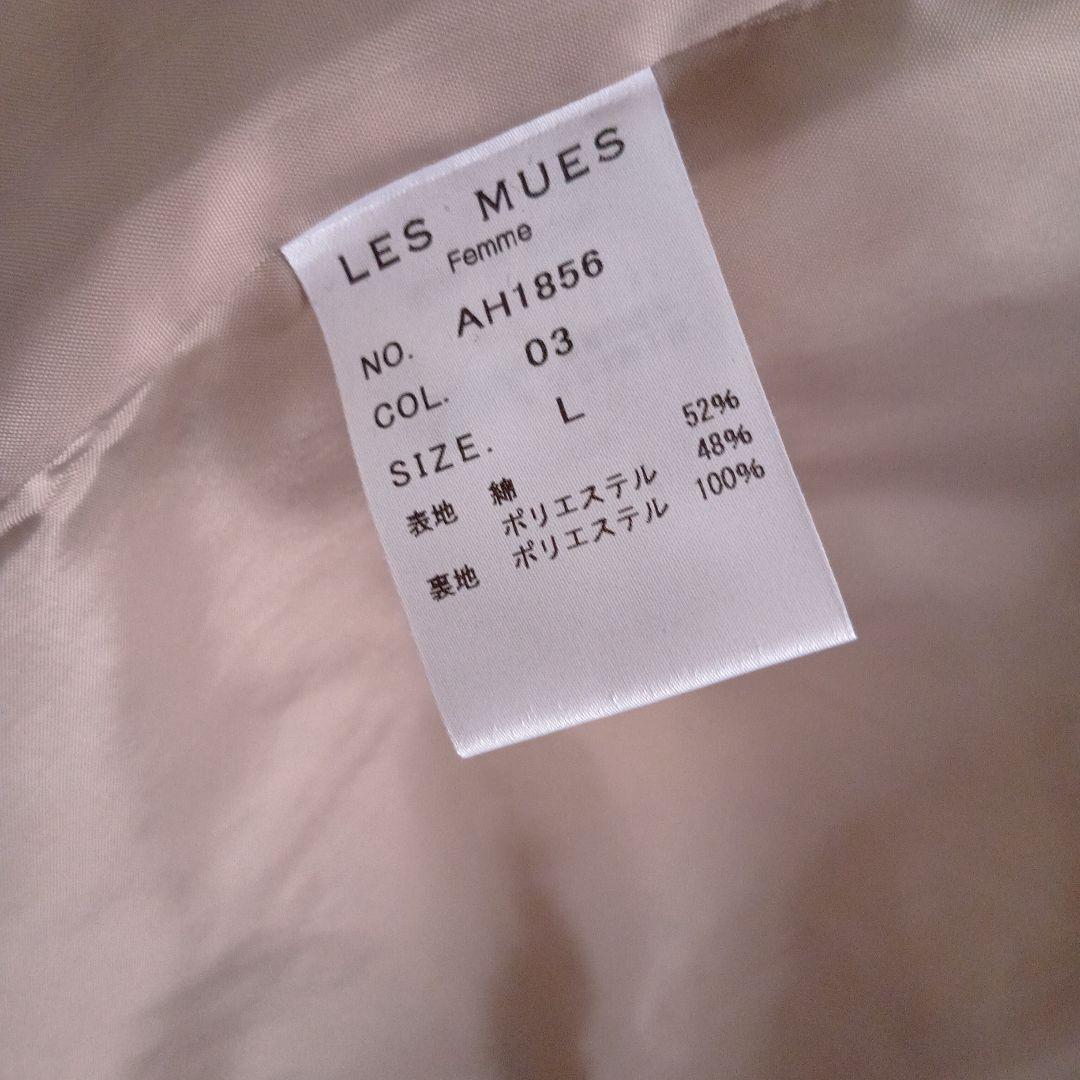 LES MUES
Femme
NO. AH1856
COL. 03
SIZE. L
表地 綿 52%
ポリエステル 48%
裏地 ポリエステル 100%